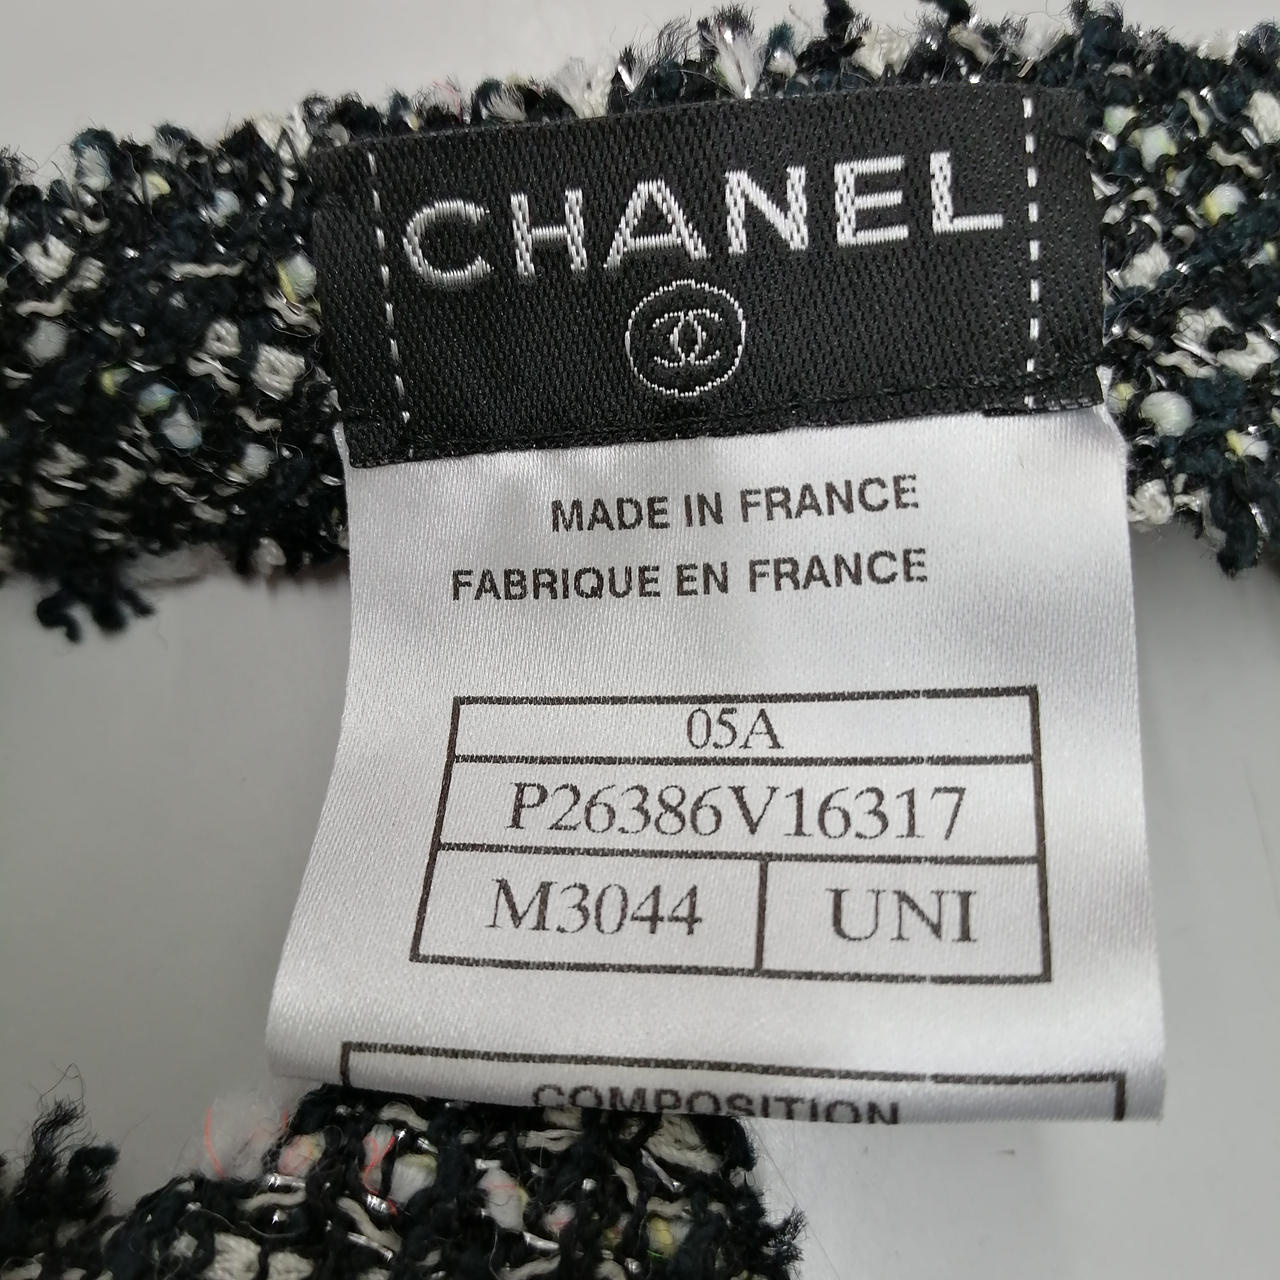 CHANEL
MADE IN FRANCE
FABRIQUE EN FRANCE
05A
P26386V16317
M3044 UNI
COMPOSITION